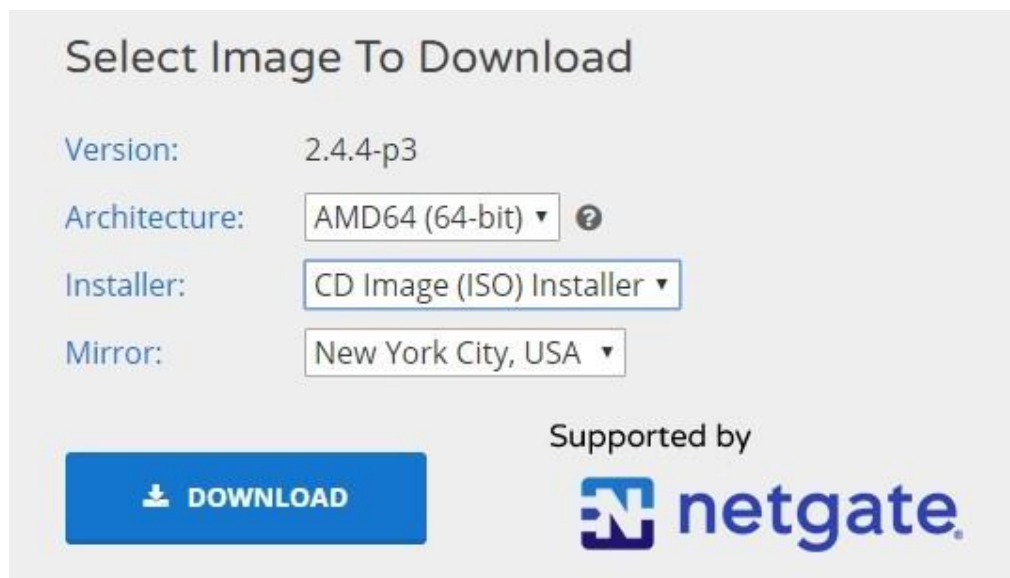 Select Image To Download
Version: 2.4.4-p3
Architecture: AMD64 (64-bit)
Installer: CD Image (ISO) Installer
Mirror: New York City, USA
Supported by
DOWNLOAD
netgate®